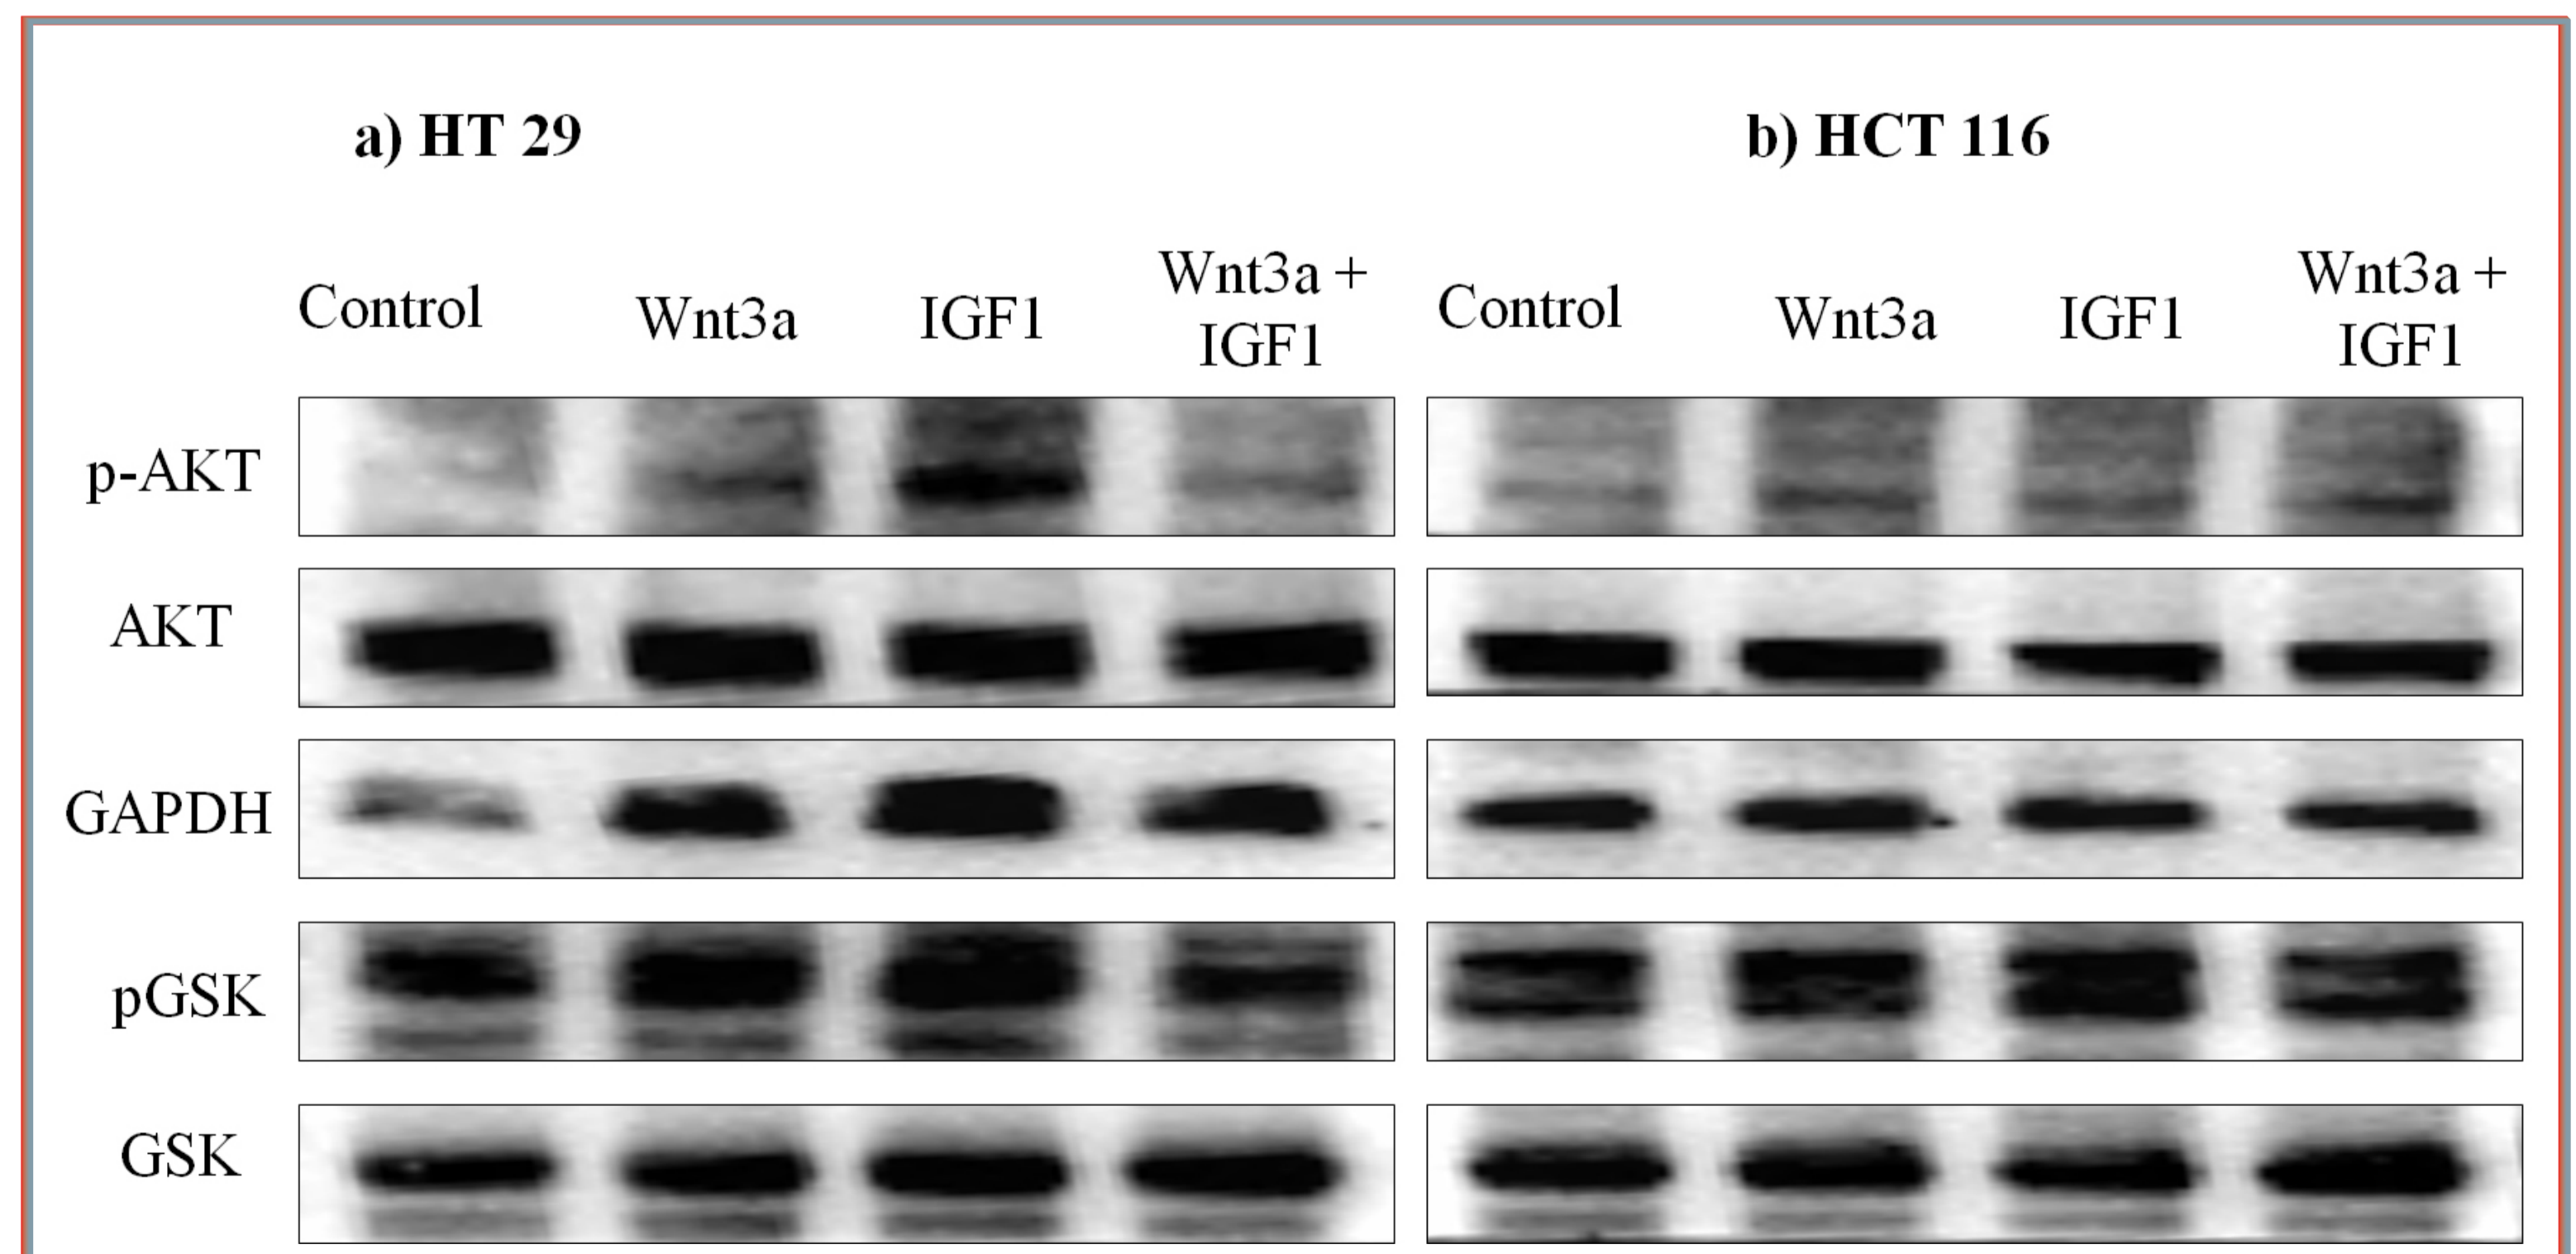 a) HT 29
b) HCT 116
Control
Wnt3a
IGF1
Wnt3a +
IGF1
Control
Wnt3a
IGF1
Wnt3a +
IGF1
p-AKT
AKT
GAPDH
pGSK
GSK